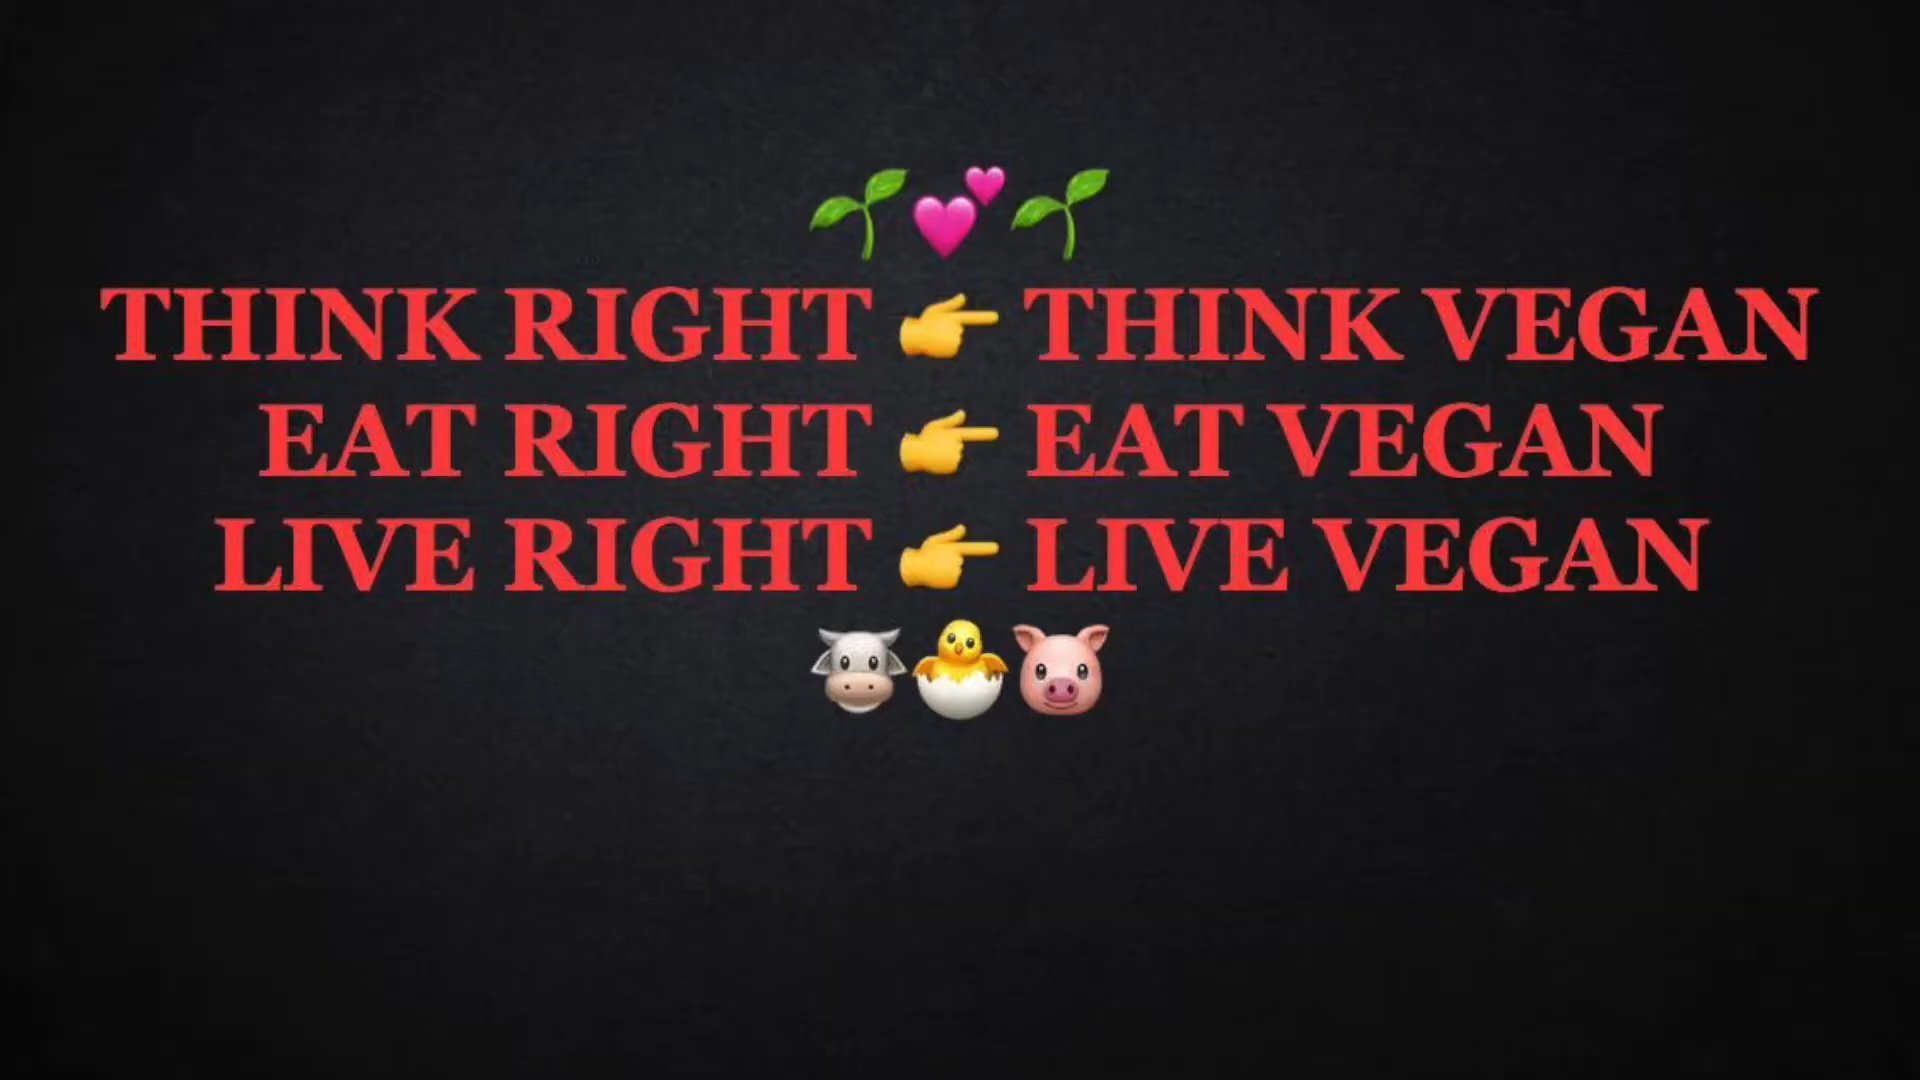 🌱💕🌱
THINK RIGHT 👉 THINK VEGAN
EAT RIGHT 👉 EAT VEGAN
LIVE RIGHT 👉 LIVE VEGAN
🐮🐣🐷